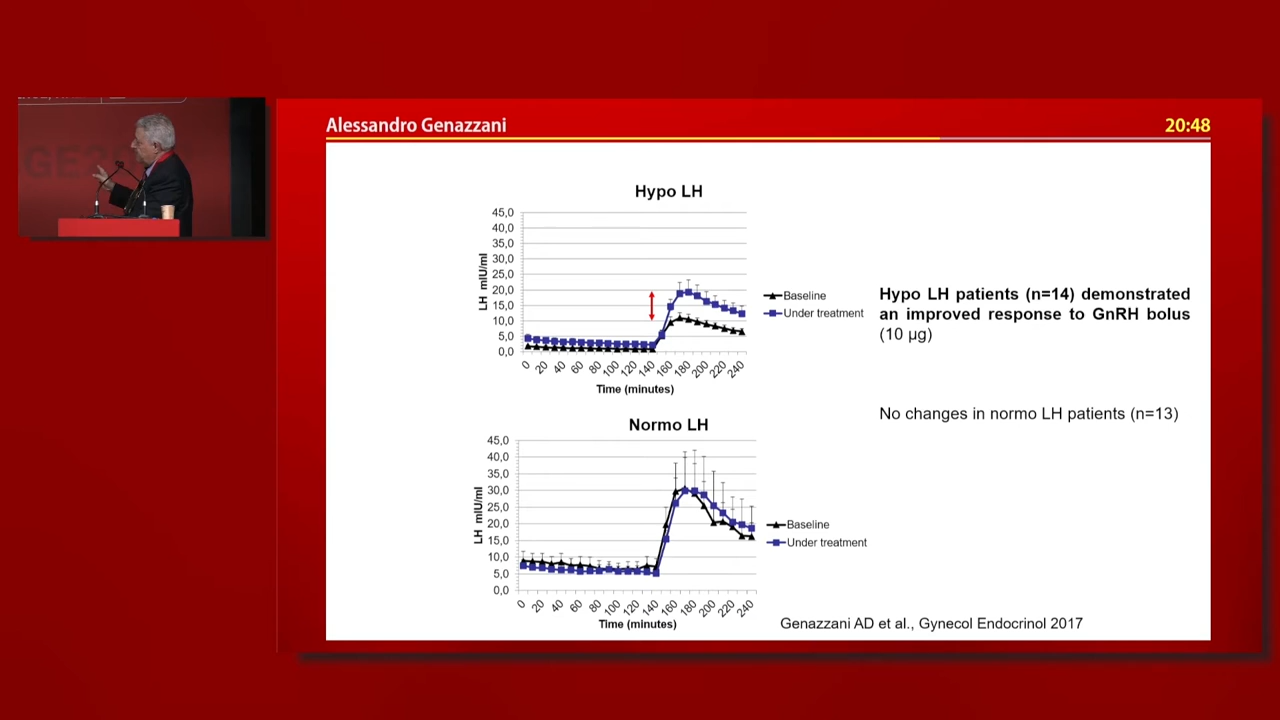 GE2
Alessandro Genazzani
20:48
Hypo LH
45,0
40,0
35,0
30,0
25,0
20,0
15,0
10,0
5,0
0,0
LH mIU/ml
0 20 40 60 80 100 120 140 160 180 200 220 240
Time (minutes)
Baseline
Under treatment
Hypo LH patients (n=14) demonstrated
an improved response to GnRH bolus
(10 µg)
No changes in normo LH patients (n=13)
Normo LH
45,0
40,0
35,0
30,0
25,0
20,0
15,0
10,0
5,0
0,0
LH mIU/ml
0 20 40 60 80 100 120 140 160 180 200 220 240
Time (minutes)
Baseline
Under treatment
Genazzani AD et al., Gynecol Endocrinol 2017